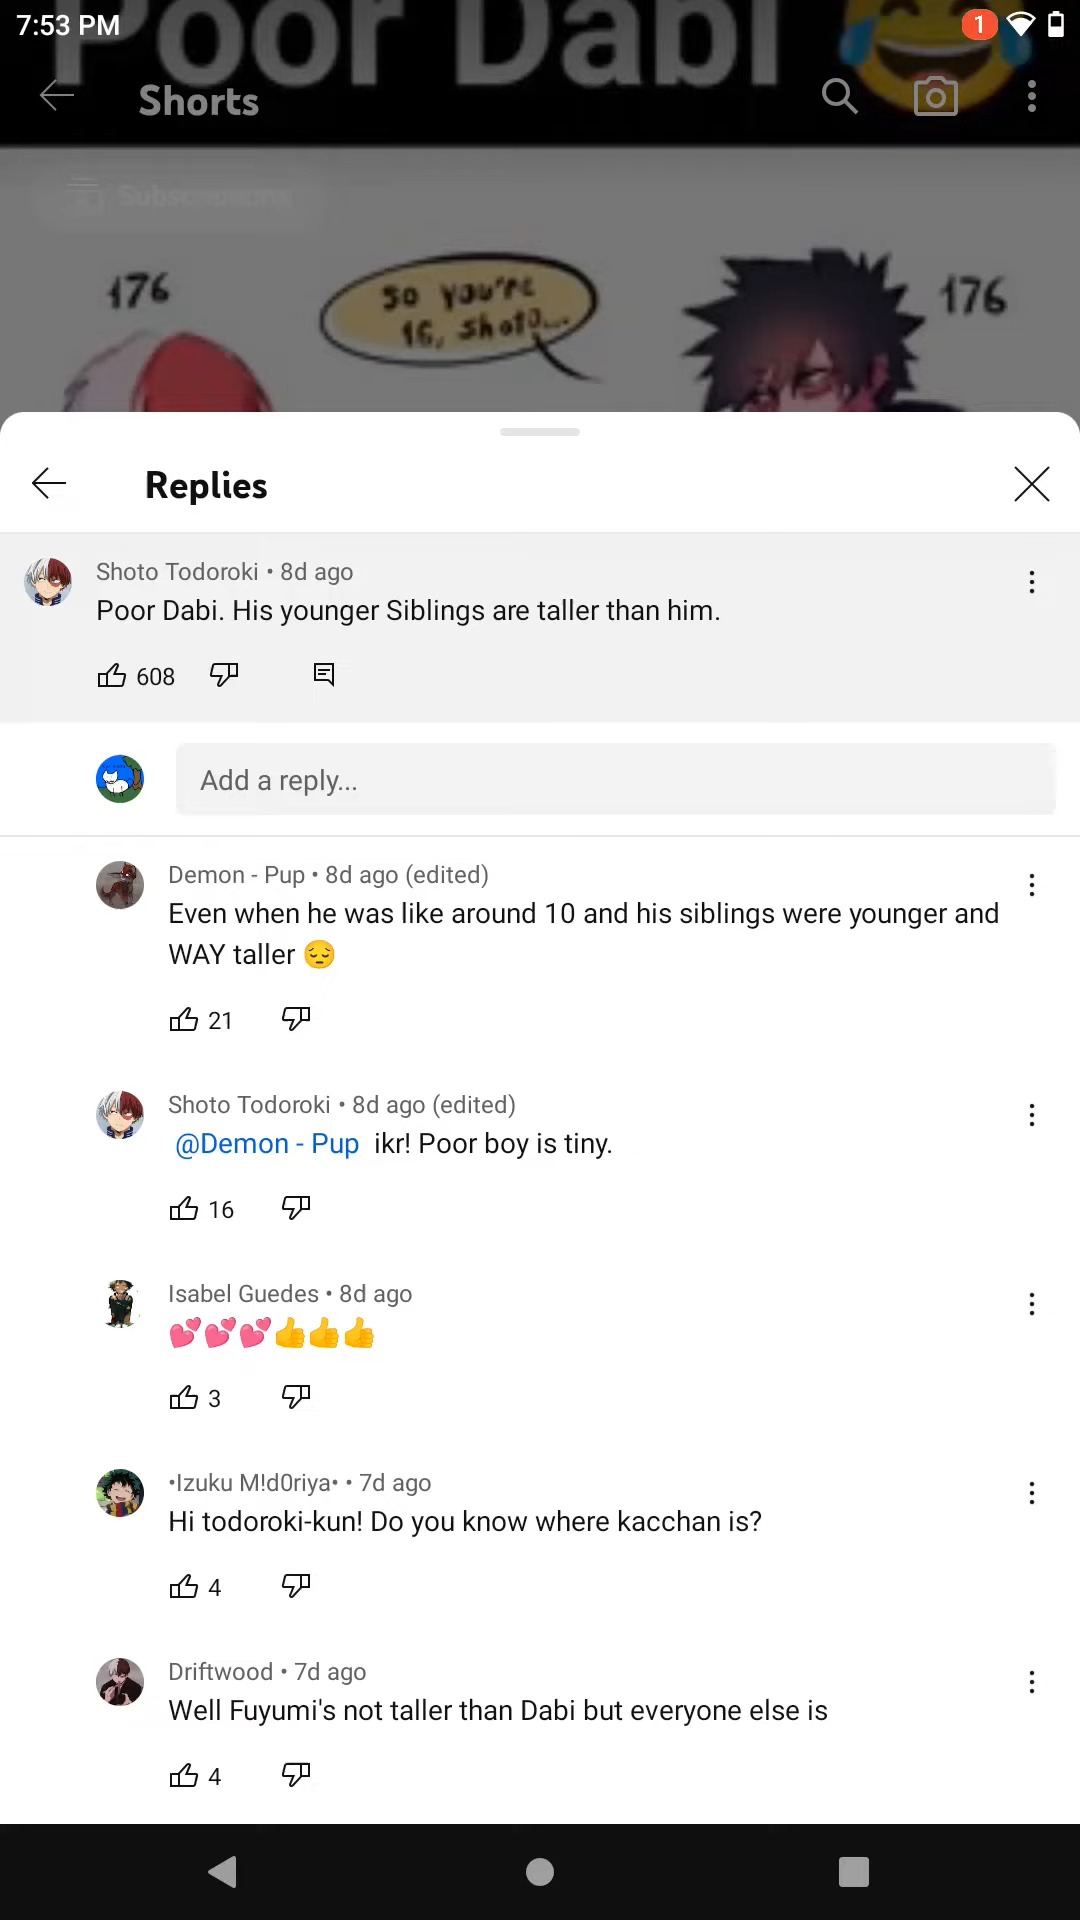 7:53 PM
1
Poor Dabi 😂
Shorts
Subscriptions
176
So you're
16, Shoto...
176
Replies
Shoto Todoroki • 8d ago
Poor Dabi. His younger Siblings are taller than him.
608
Add a reply...
Demon - Pup • 8d ago (edited)
Even when he was like around 10 and his siblings were younger and
WAY taller 😔
21
Shoto Todoroki • 8d ago (edited)
@Demon - Pup ikr! Poor boy is tiny.
16
Isabel Guedes • 8d ago
💕💕💕👍👍👍
3
•Izuku M!d0riya• • 7d ago
Hi todoroki-kun! Do you know where kacchan is?
4
Driftwood • 7d ago
Well Fuyumi's not taller than Dabi but everyone else is
4